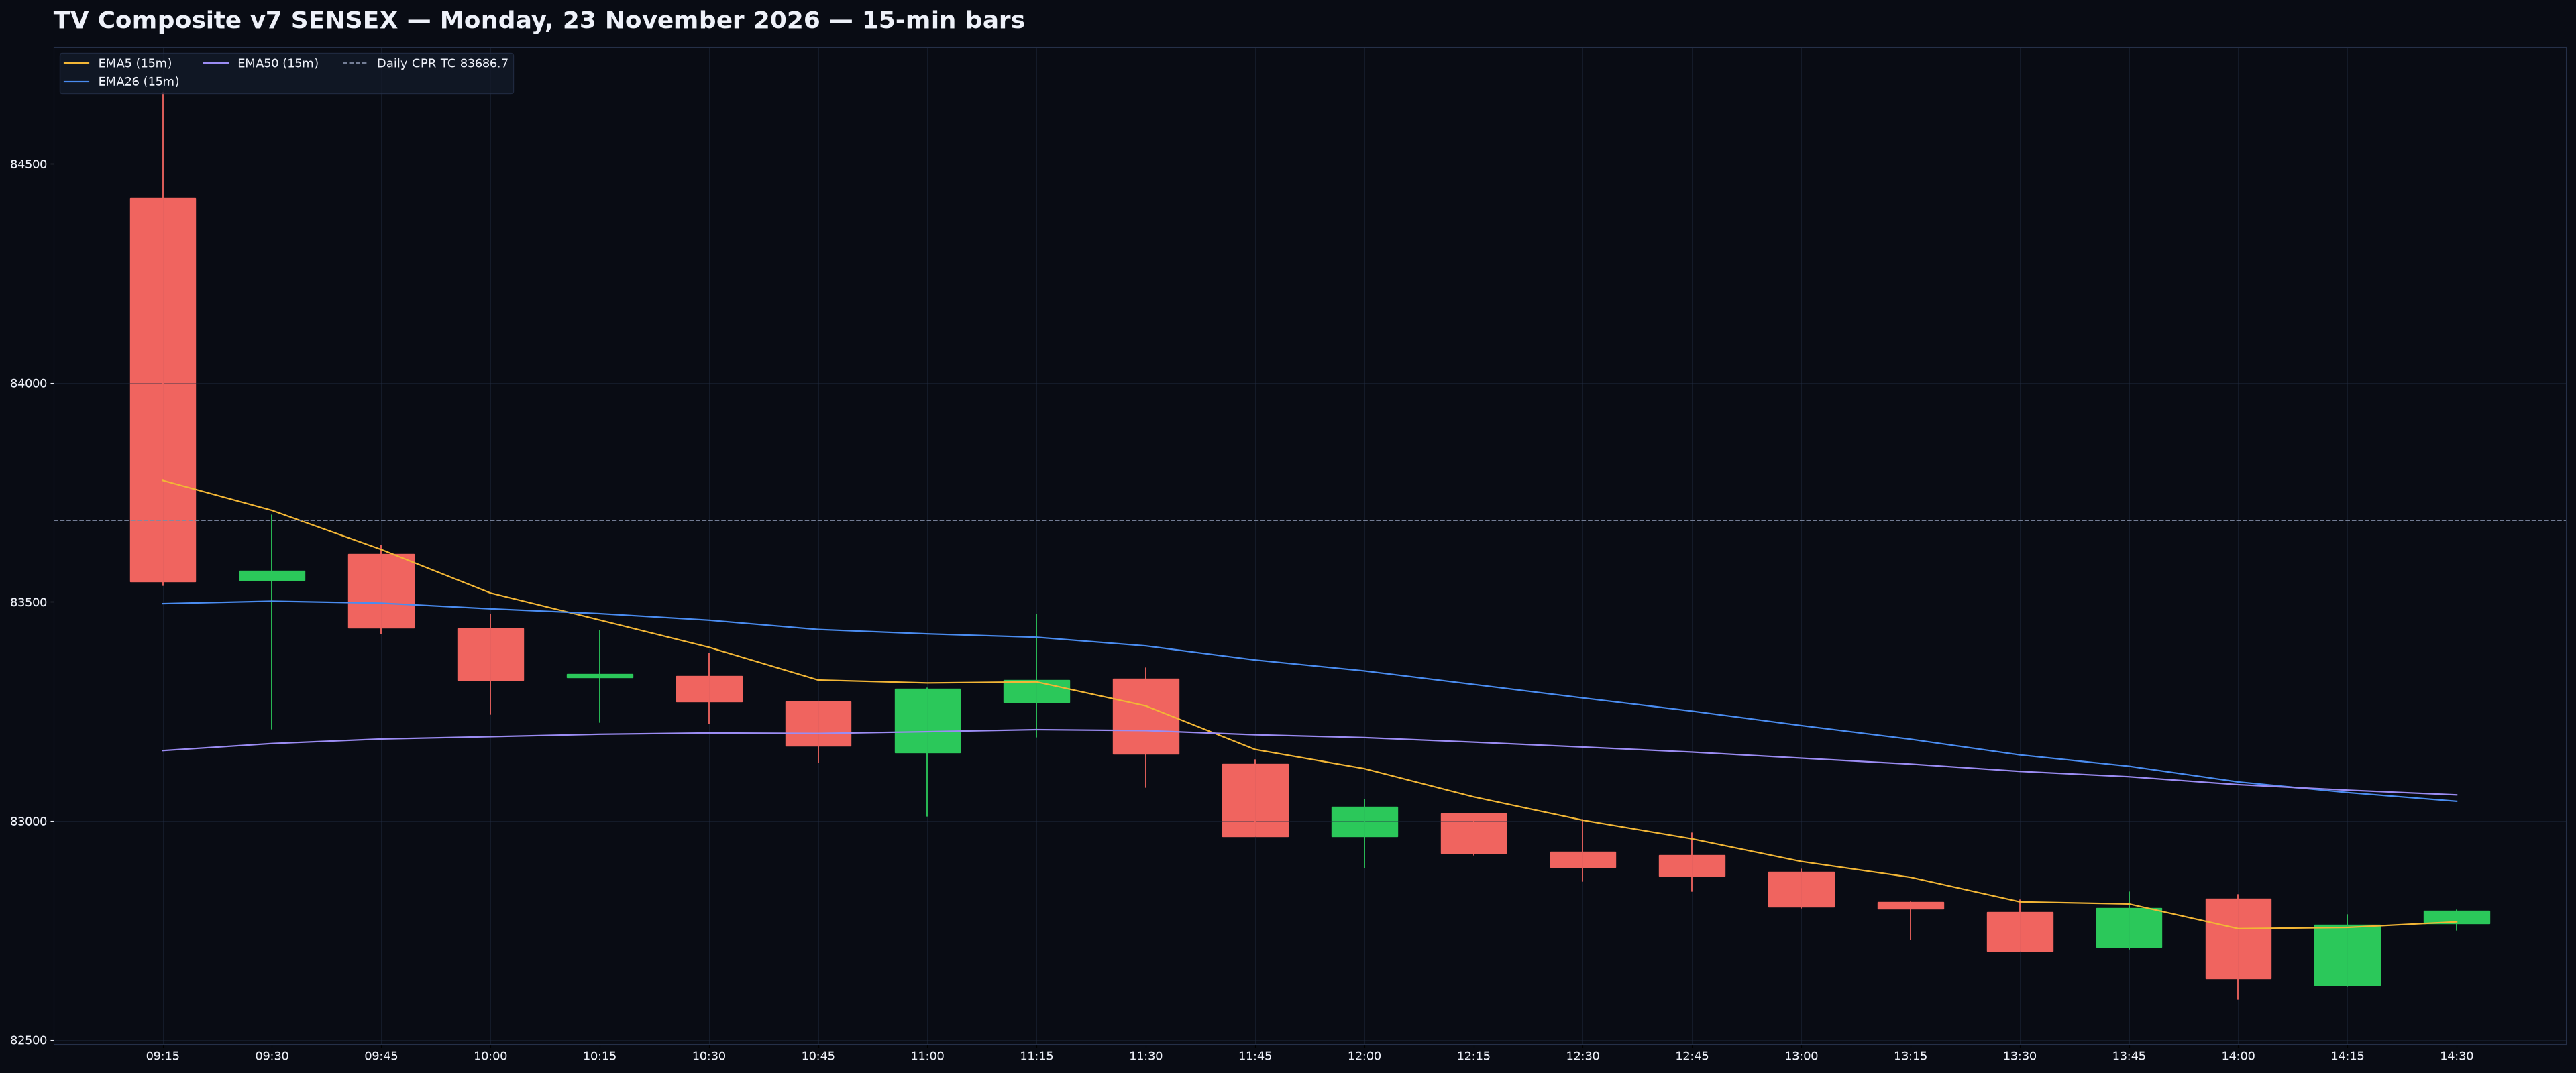 TV Composite v7 SENSEX — Monday, 23 November 2026 — 15-min bars
EMA5 (15m) EMA50 (15m) Daily CPR TC 83686.7
EMA26 (15m)
84500
84000
83500
83000
82500
09:15 09:30 09:45 10:00 10:15 10:30 10:45 11:00 11:15 11:30 11:45 12:00 12:15 12:30 12:45 13:00 13:15 13:30 13:45 14:00 14:15 14:30